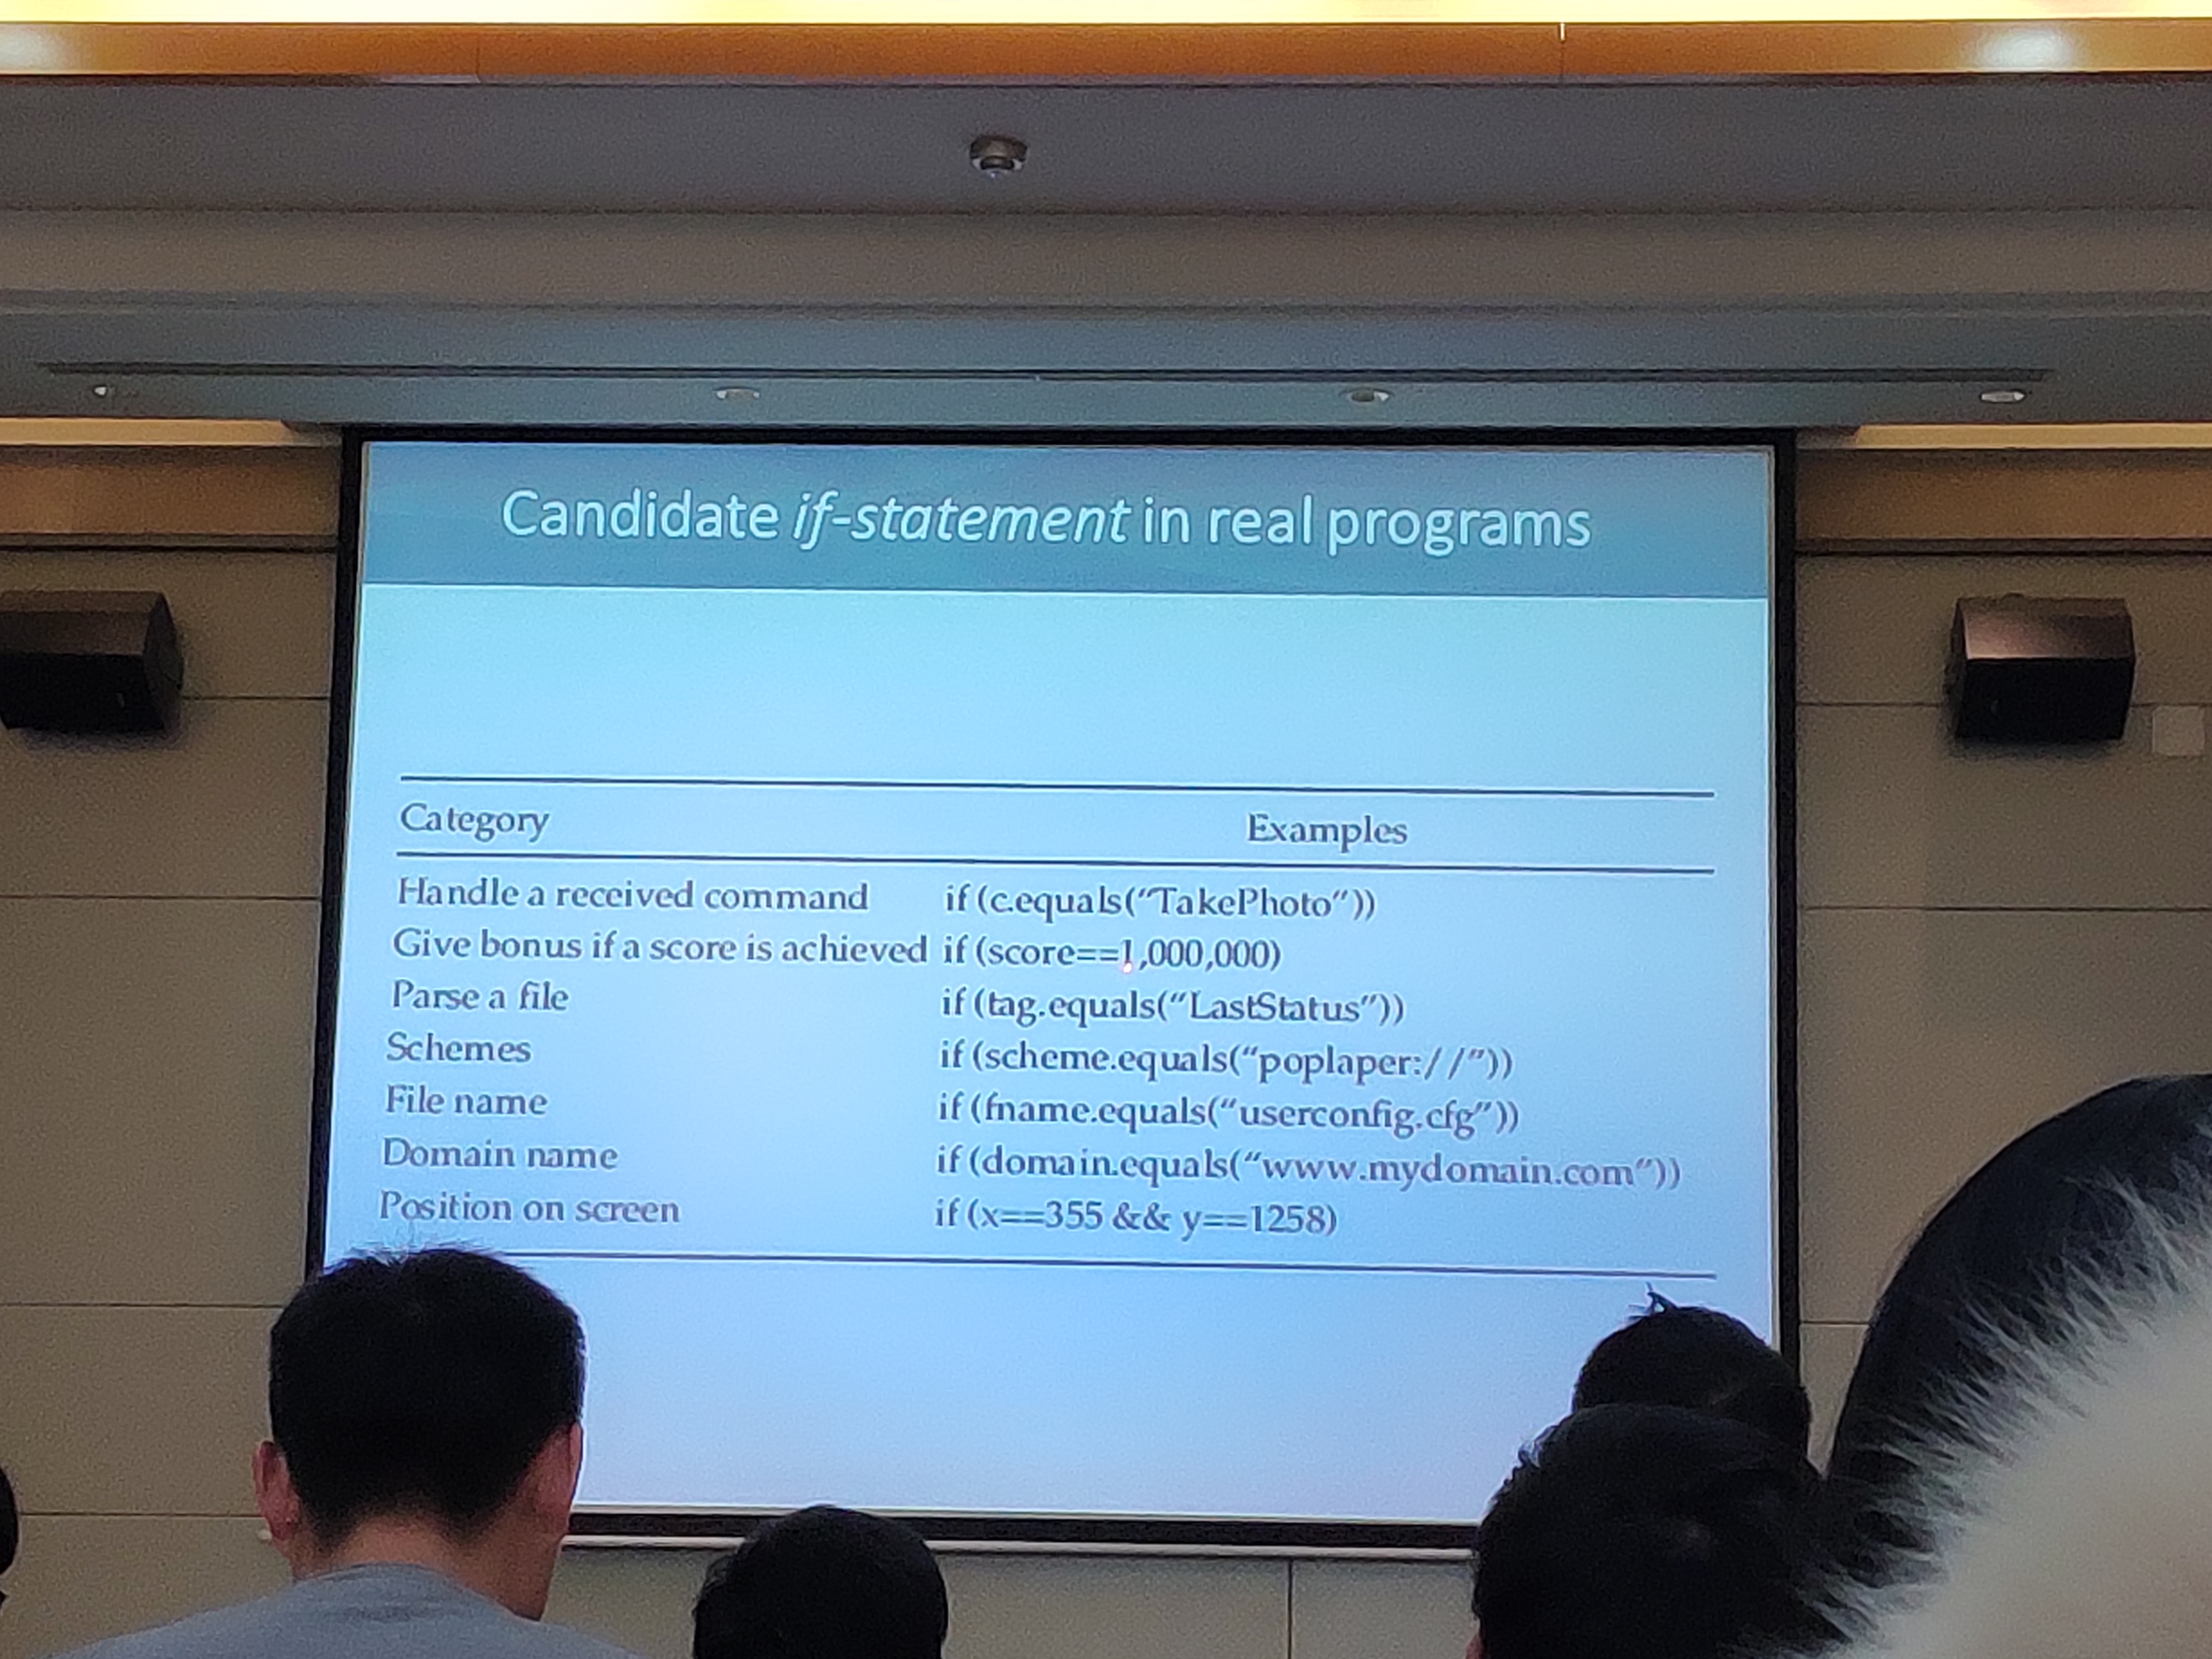 Candidate if-statement in real programs
Category Examples
Handle a received command if (c.equals("TakePhoto"))
Give bonus if a score is achieved if (score==1,000,000)
Parse a file if (tag.equals("LastStatus"))
Schemes if (scheme.equals("poplaper://"))
File name if (fname.equals("userconfig.cfg"))
Domain name if (domain.equals("www.mydomain.com"))
Position on screen if (x==355 && y==1258)